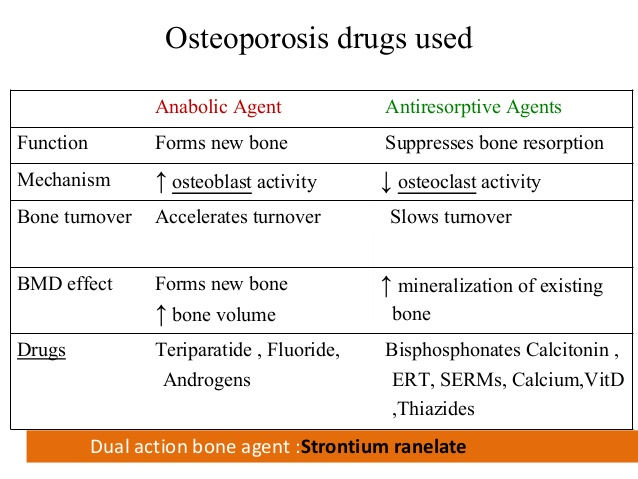 Osteoporosis drugs used
Anabolic Agent Antiresorptive Agents
Function Forms new bone Suppresses bone resorption
Mechanism ↑ osteoblast activity ↓ osteoclast activity
Bone turnover Accelerates turnover Slows turnover
BMD effect Forms new bone ↑ mineralization of existing
↑ bone volume bone
Drugs Teriparatide , Fluoride, Bisphosphonates Calcitonin ,
Androgens ERT, SERMs, Calcium,VitD
,Thiazides
Dual action bone agent :Strontium ranelate